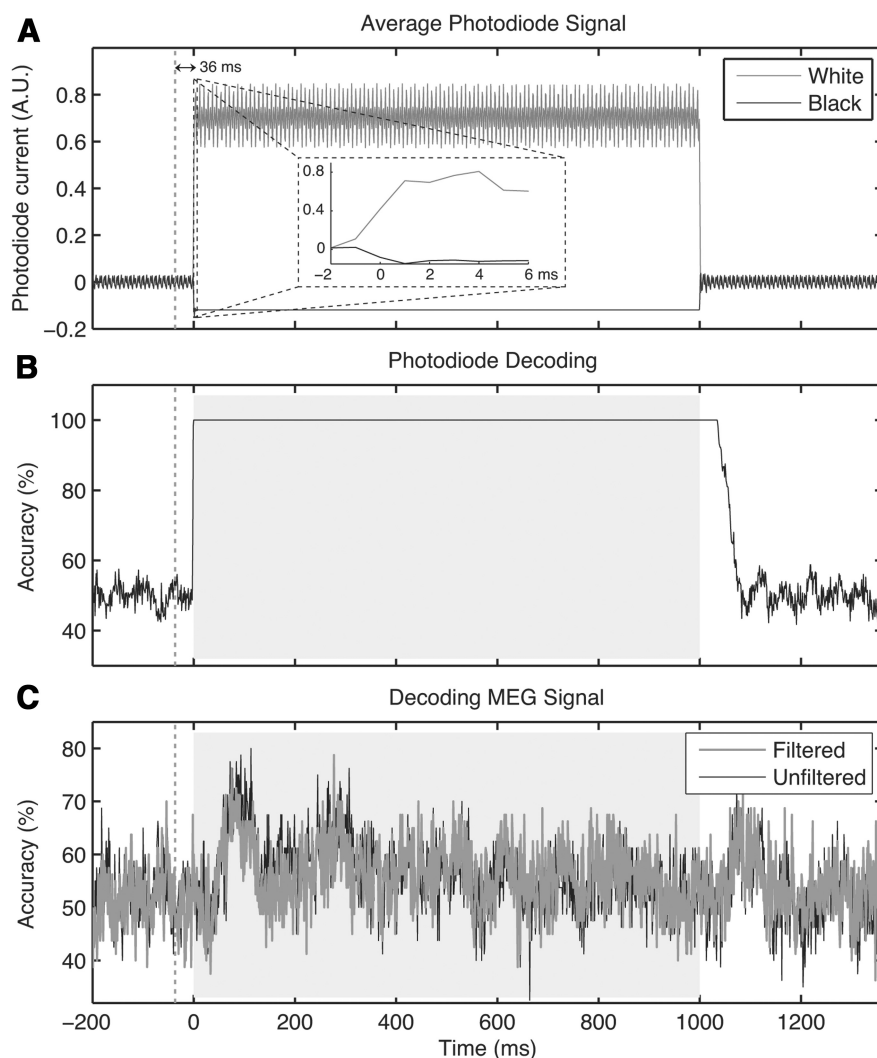 A
Average Photodiode Signal
36 ms
White
Black
Photodiode current (A.U.)
0.8
0.6
0.4
0.2
0
−0.2
0.8
0.4
0
−2 0 2 4 6 ms
B
Photodiode Decoding
Accuracy (%)
100
80
60
40
C
Decoding MEG Signal
Filtered
Unfiltered
Accuracy (%)
80
70
60
50
40
−200 0 200 400 600 800 1000 1200
Time (ms)